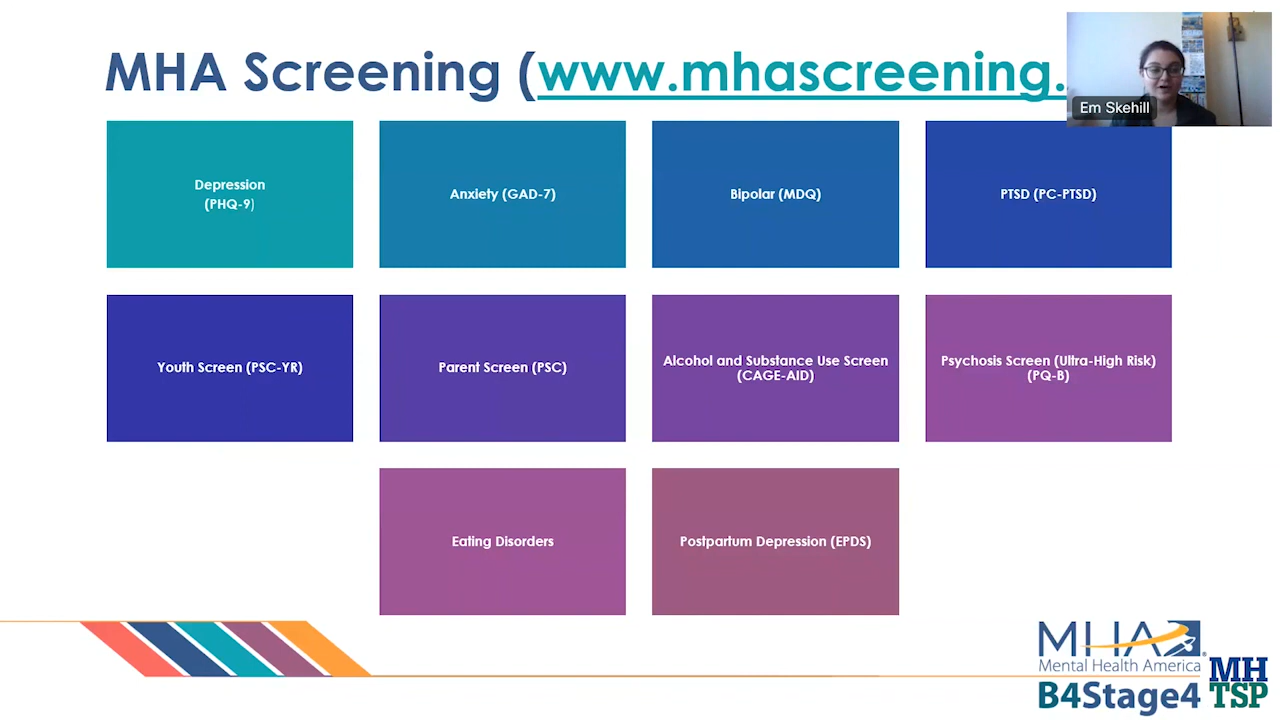 MHA Screening (www.mhascreening.
Em Skehill
Depression
(PHQ-9)
Anxiety (GAD-7)
Bipolar (MDQ)
PTSD (PC-PTSD)
Youth Screen (PSC-YR)
Parent Screen (PSC)
Alcohol and Substance Use Screen
(CAGE-AID)
Psychosis Screen (Ultra-High Risk)
(PQ-B)
Eating Disorders
Postpartum Depression (EPDS)
MHA
Mental Health America
B4Stage4
MH
TSP